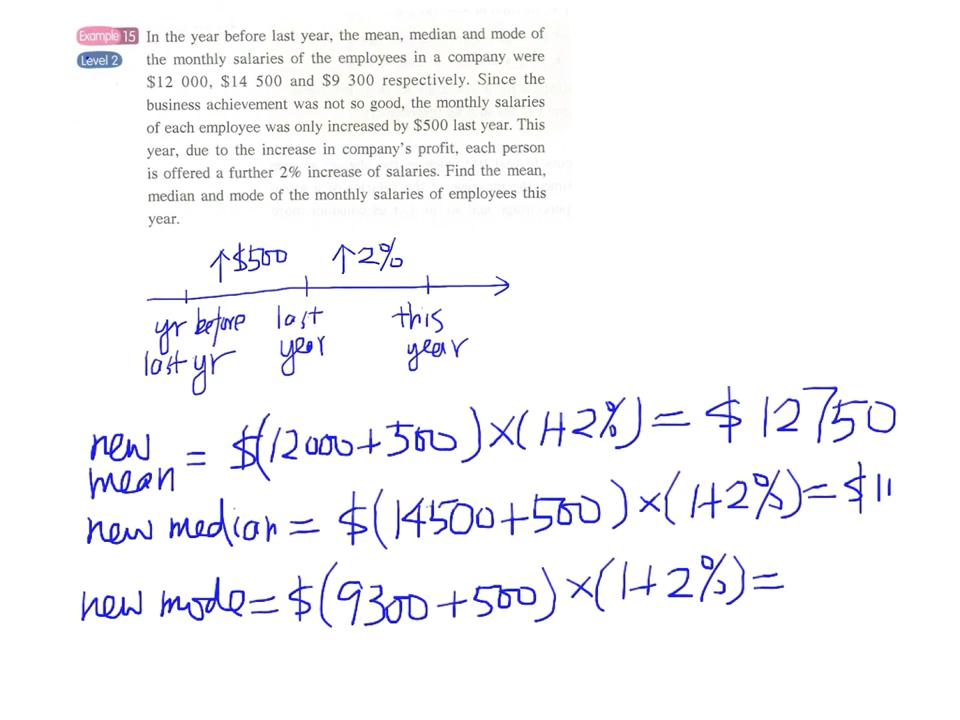 Example 15 In the year before last year, the mean, median and mode of
Level 2 the monthly salaries of the employees in a company were
$12 000, $14 500 and $9 300 respectively. Since the
business achievement was not so good, the monthly salaries
of each employee was only increased by $500 last year. This
year, due to the increase in company's profit, each person
is offered a further 2% increase of salaries. Find the mean,
median and mode of the monthly salaries of employees this
year.
↑$500 ↑2%
yr before last this
last yr year year
new
mean = $(12000+500)×(1+2%)= $12750
new median = $(14500+500)×(1+2%)=$11
new mode=$(9300+500)×(1+2%)=